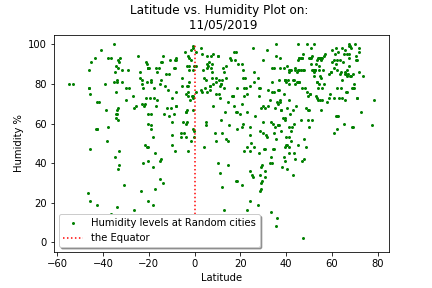 Latitude vs. Humidity Plot on:
11/05/2019
100
80
60
40
20
0
Humidity %
Humidity levels at Random cities
the Equator
−60 −40 −20 0 20 40 60 80
Latitude